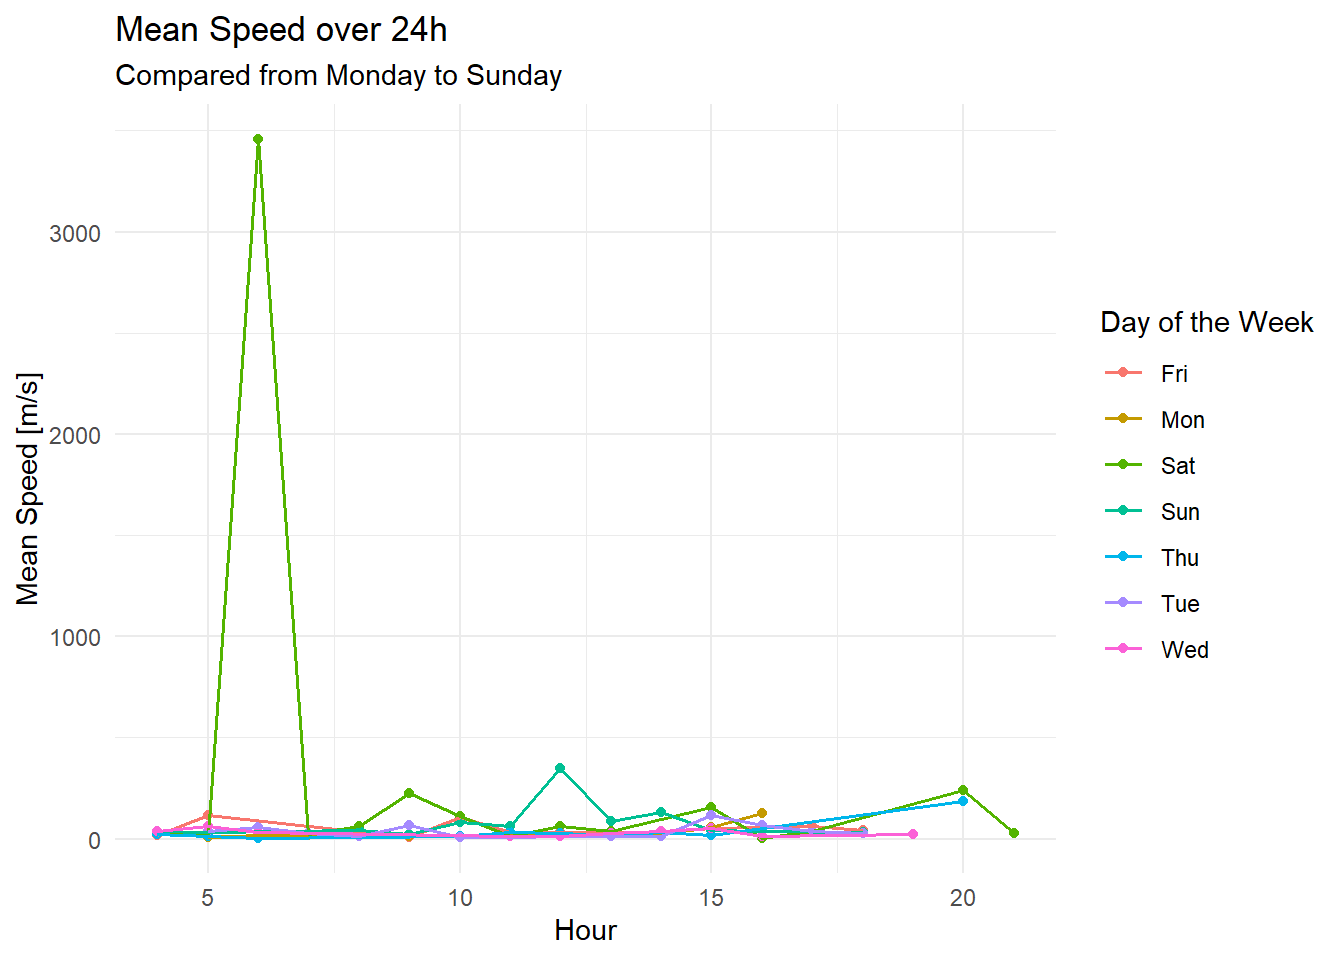 Mean Speed over 24h
Compared from Monday to Sunday
Mean Speed [m/s]
3000
2000
1000
0
5
10
15
20
Hour
Day of the Week
Fri
Mon
Sat
Sun
Thu
Tue
Wed